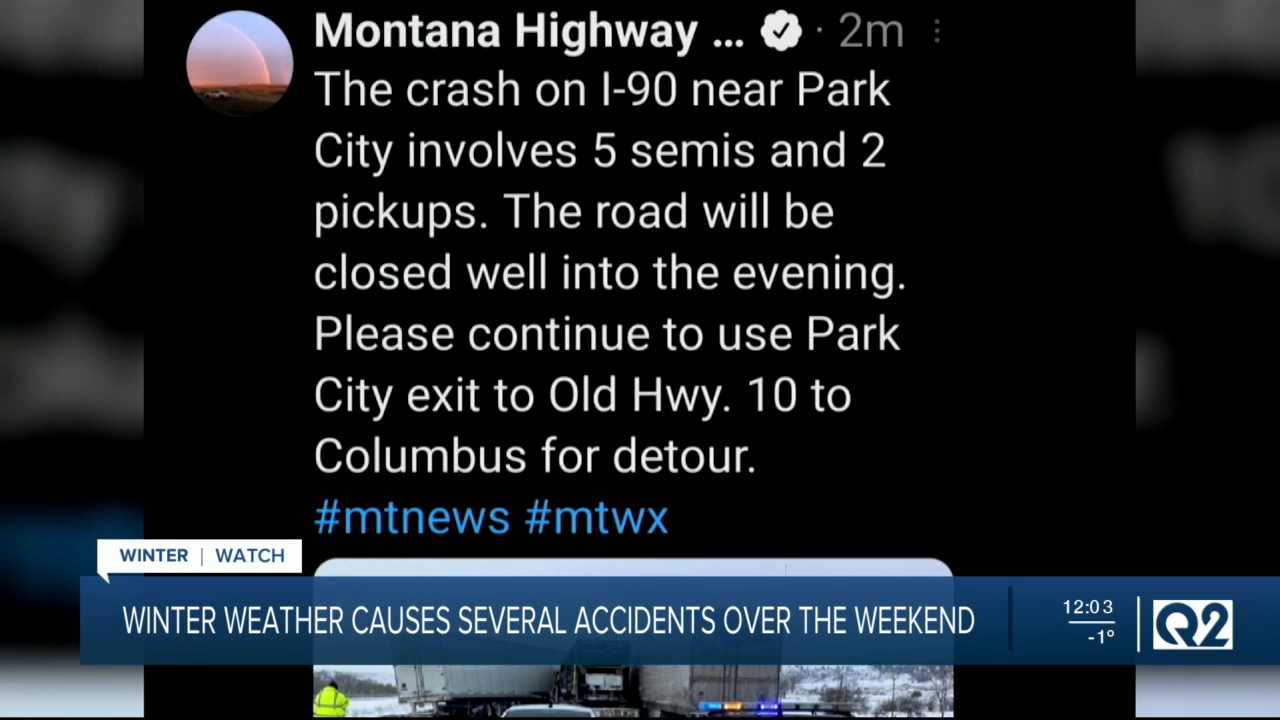 Montana Highway ... · 2m
The crash on I-90 near Park
City involves 5 semis and 2
pickups. The road will be
closed well into the evening.
Please continue to use Park
City exit to Old Hwy. 10 to
Columbus for detour.
#mtnews #mtwx
WINTER | WATCH
WINTER WEATHER CAUSES SEVERAL ACCIDENTS OVER THE WEEKEND
12:03
-1°
Q2